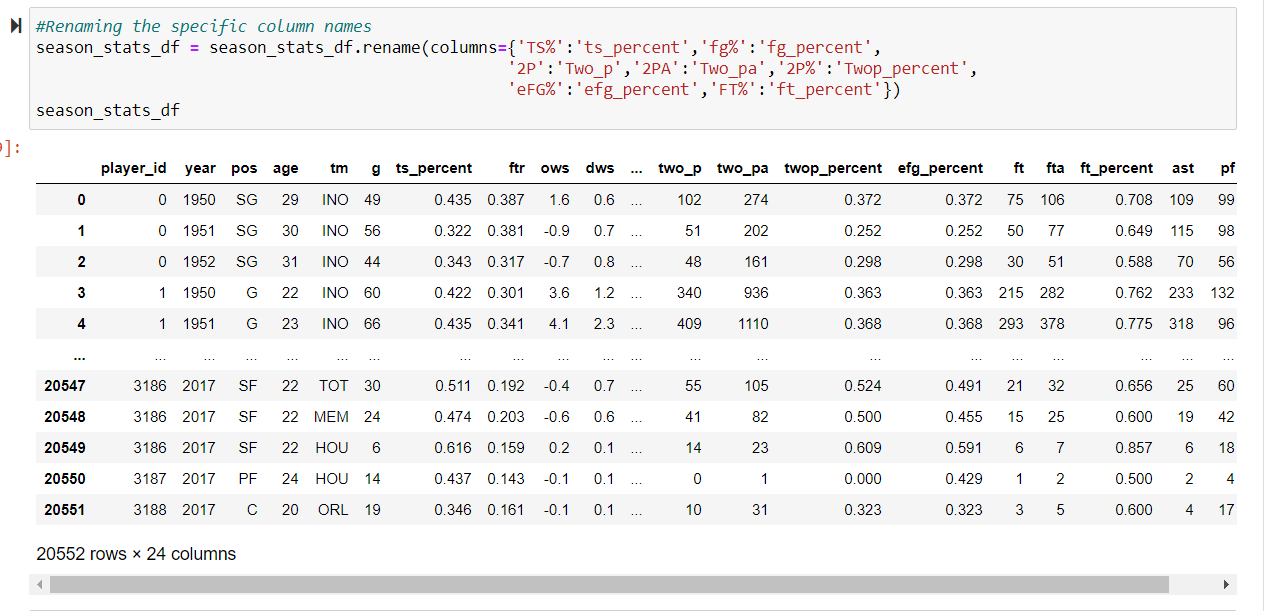 #Renaming the specific column names
season_stats_df = season_stats_df.rename(columns={'TS%':'ts_percent','fg%':'fg_percent',
'2P':'Two_p','2PA':'Two_pa','2P%':'Twop_percent',
'eFG%':'efg_percent','FT%':'ft_percent'})
season_stats_df
]:
player_id year pos age tm g ts_percent ftr ows dws ... two_p two_pa twop_percent efg_percent ft fta ft_percent ast pf
0 0 1950 SG 29 INO 49 0.435 0.387 1.6 0.6 ... 102 274 0.372 0.372 75 106 0.708 109 99
1 0 1951 SG 30 INO 56 0.322 0.381 -0.9 0.7 ... 51 202 0.252 0.252 50 77 0.649 115 98
2 0 1952 SG 31 INO 44 0.343 0.317 -0.7 0.8 ... 48 161 0.298 0.298 30 51 0.588 70 56
3 1 1950 G 22 INO 60 0.422 0.301 3.6 1.2 ... 340 936 0.363 0.363 215 282 0.762 233 132
4 1 1951 G 23 INO 66 0.435 0.341 4.1 2.3 ... 409 1110 0.368 0.368 293 378 0.775 318 96
... ... ... ... ... ... ... ... ... ... ... ... ... ... ... ... ... ... ... ... ...
20547 3186 2017 SF 22 TOT 30 0.511 0.192 -0.4 0.7 ... 55 105 0.524 0.491 21 32 0.656 25 60
20548 3186 2017 SF 22 MEM 24 0.474 0.203 -0.6 0.6 ... 41 82 0.500 0.455 15 25 0.600 19 42
20549 3186 2017 SF 22 HOU 6 0.616 0.159 0.2 0.1 ... 14 23 0.609 0.591 6 7 0.857 6 18
20550 3187 2017 PF 24 HOU 14 0.437 0.143 -0.1 0.1 ... 0 1 0.000 0.429 1 2 0.500 2 4
20551 3188 2017 C 20 ORL 19 0.346 0.161 -0.1 0.1 ... 10 31 0.323 0.323 3 5 0.600 4 17
20552 rows × 24 columns